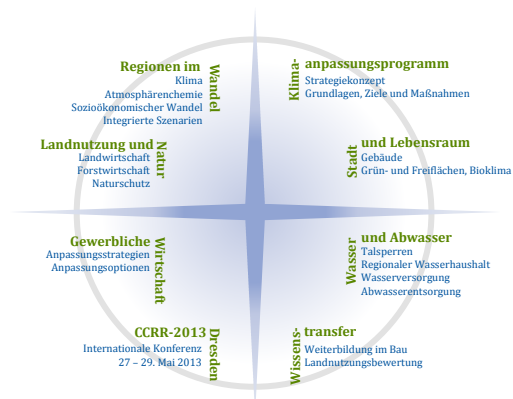 Regionen im Wandel
Klima
Atmosphärenchemie
Sozioökonomischer Wandel
Integrierte Szenarien
Klima- anpassungsprogramm
Strategiekonzept
Grundlagen, Ziele und Maßnahmen
Landnutzung und Natur
Landwirtschaft
Forstwirtschaft
Naturschutz
Stadt und Lebensraum
Gebäude
Grün- und Freiflächen, Bioklima
Gewerbliche Wirtschaft
Anpassungsstrategien
Anpassungsoptionen
Wasser und Abwasser
Talsperren
Regionaler Wasserhaushalt
Wasserversorgung
Abwasserentsorgung
CCRR-2013 Dresden
Internationale Konferenz
27 – 29. Mai 2013
Wissens- transfer
Weiterbildung im Bau
Landnutzungsbewertung